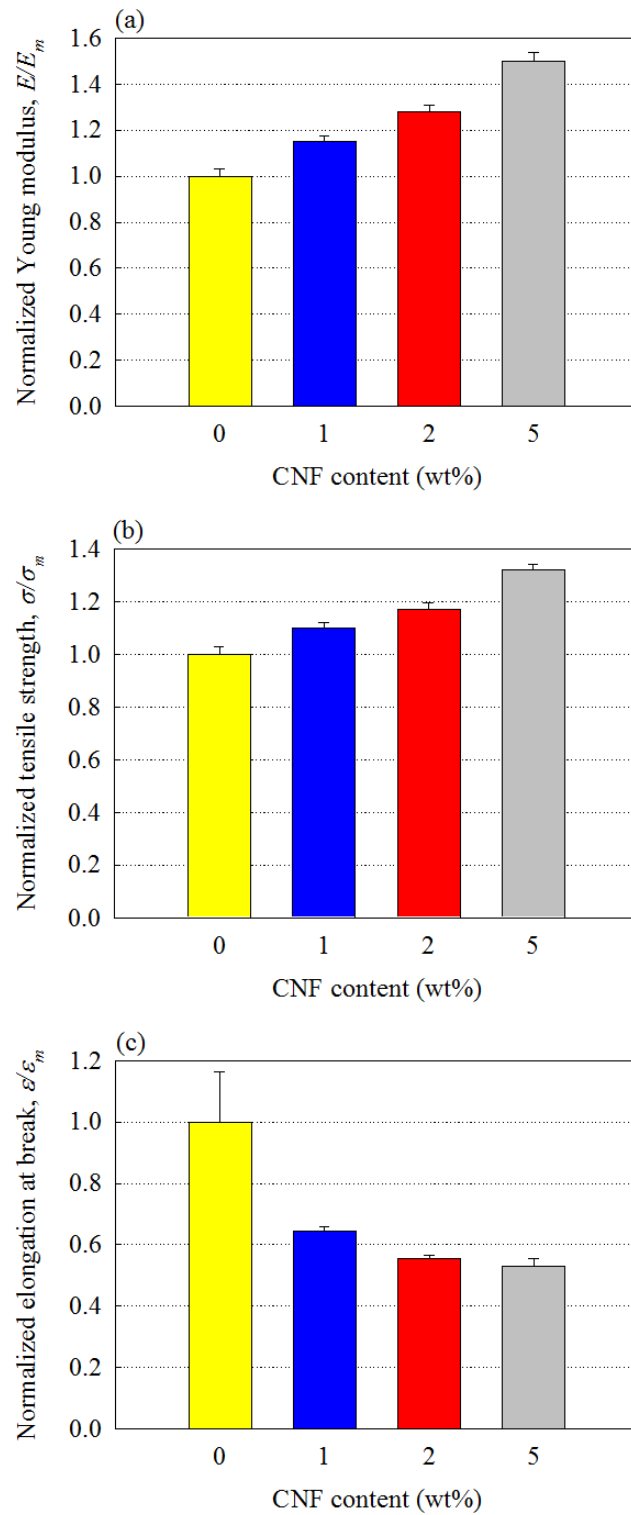 (a)
Normalized Young modulus, E/Em
1.6
1.4
1.2
1.0
0.8
0.6
0.4
0.2
0.0
0 1 2 5
CNF content (wt%)
(b)
Normalized tensile strength, σ/σm
1.4
1.2
1.0
0.8
0.6
0.4
0.2
0.0
0 1 2 5
CNF content (wt%)
(c)
Normalized elongation at break, ε/εm
1.2
1.0
0.8
0.6
0.4
0.2
0.0
0 1 2 5
CNF content (wt%)